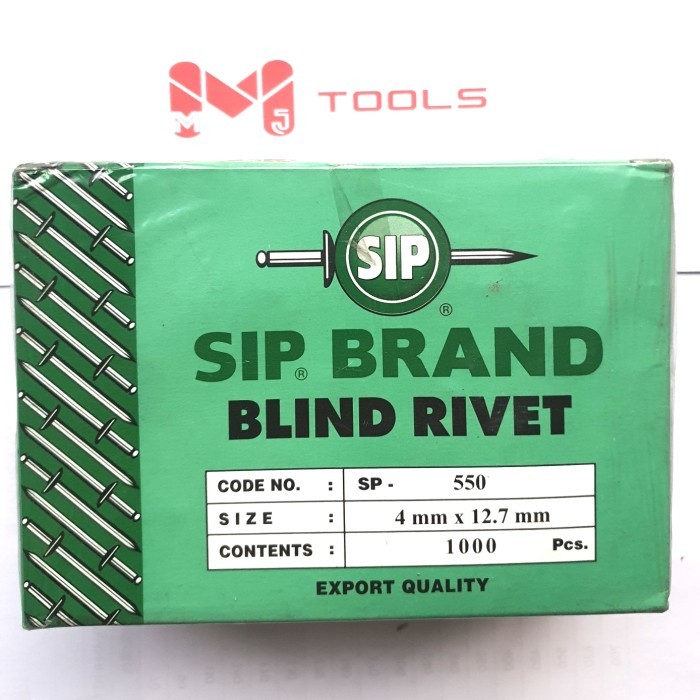 M J TOOLS
SIP
®
SIP® BRAND
BLIND RIVET
CODE NO. : SP - 550
SIZE : 4 mm x 12.7 mm
CONTENTS : 1000 Pcs.
EXPORT QUALITY